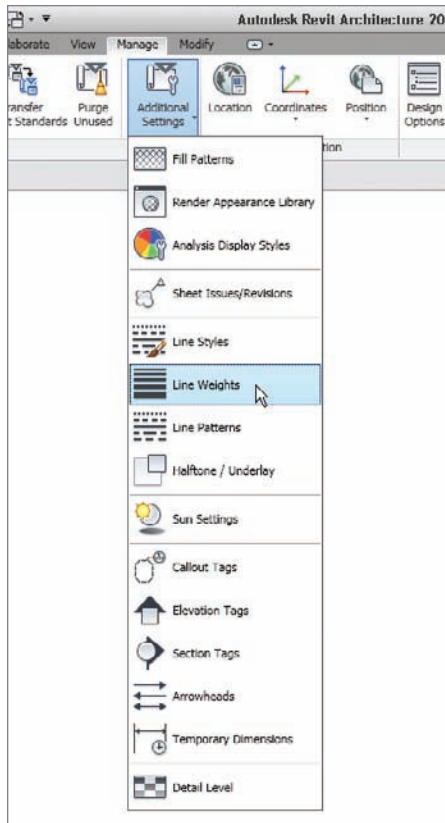 Autodesk Revit Architecture 20
laborate View Manage Modify
ransfer Purge Additional Location Coordinates Position Design
t Standards Unused Settings Options
tion
Fill Patterns
Render Appearance Library
Analysis Display Styles
Sheet Issues/Revisions
Line Styles
Line Weights
Line Patterns
Halftone / Underlay
Sun Settings
Callout Tags
Elevation Tags
Section Tags
Arrowheads
Temporary Dimensions
Detail Level